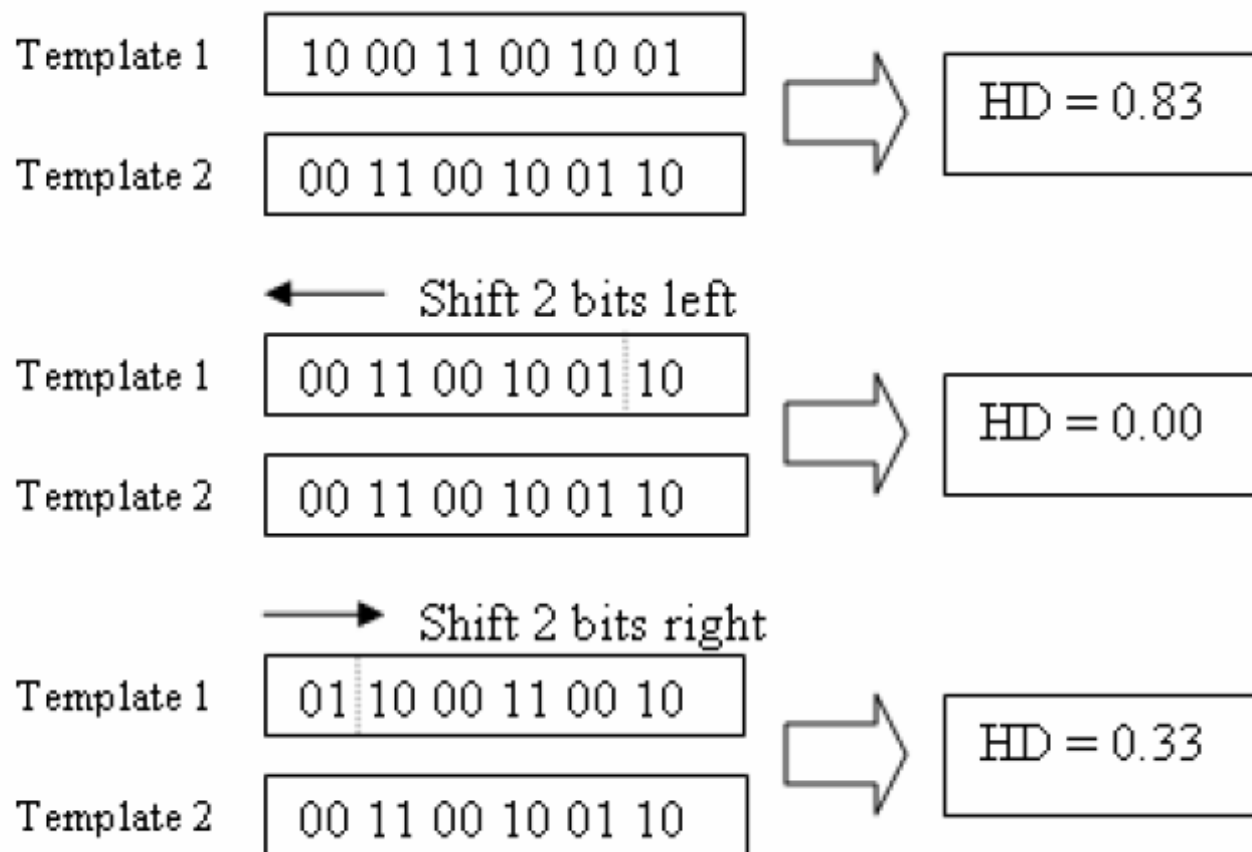 Template 1
10 00 11 00 10 01
HD = 0.83
Template 2
00 11 00 10 01 10
Shift 2 bits left
Template 1
00 11 00 10 01 10
HD = 0.00
Template 2
00 11 00 10 01 10
Shift 2 bits right
Template 1
01 10 00 11 00 10
HD = 0.33
Template 2
00 11 00 10 01 10